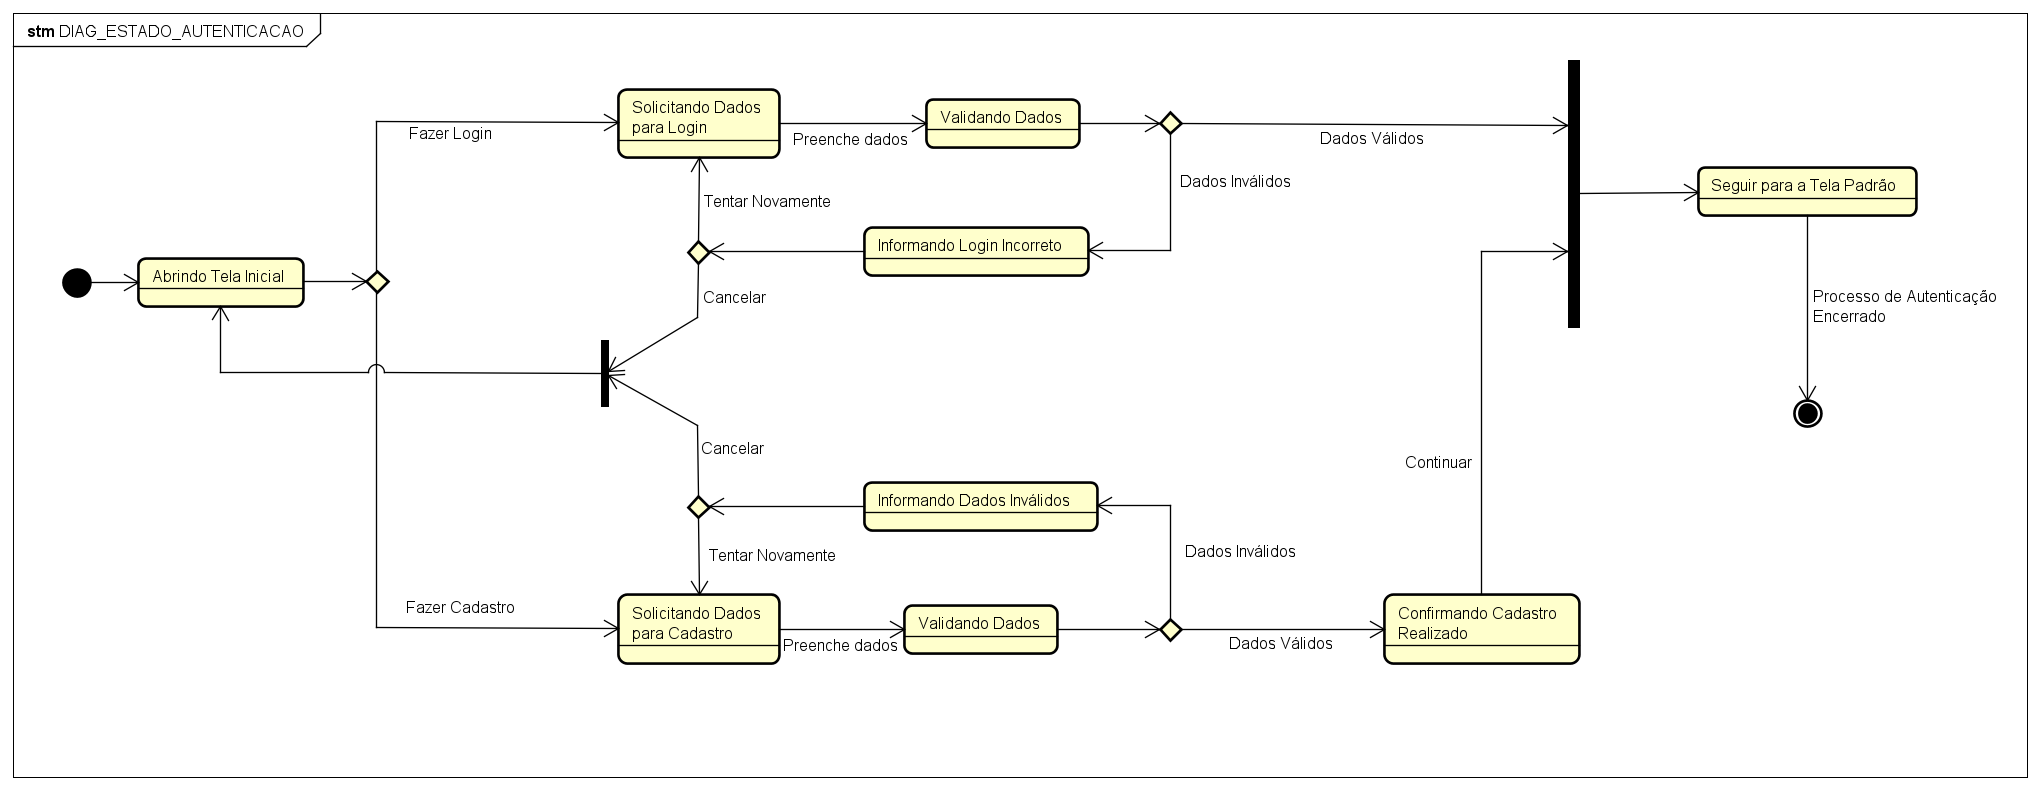 stm DIAG_ESTADO_AUTENTICACAO
Solicitando Dados
para Login
Fazer Login
Preenche dados
Validando Dados
Dados Válidos
Dados Inválidos
Tentar Novamente
Informando Login Incorreto
Seguir para a Tela Padrão
Abrindo Tela Inicial
Cancelar
Processo de Autenticação
Encerrado
Cancelar
Continuar
Informando Dados Inválidos
Dados Inválidos
Tentar Novamente
Fazer Cadastro
Solicitando Dados
para Cadastro
Preenche dados
Validando Dados
Dados Válidos
Confirmando Cadastro
Realizado